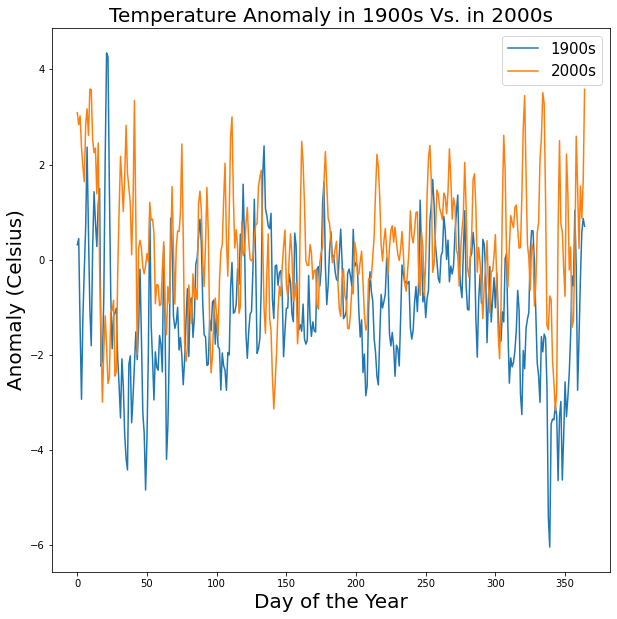 Temperature Anomaly in 1900s Vs. in 2000s
1900s
2000s
Anomaly (Celsius)
4
2
0
−2
−4
−6
0 50 100 150 200 250 300 350
Day of the Year